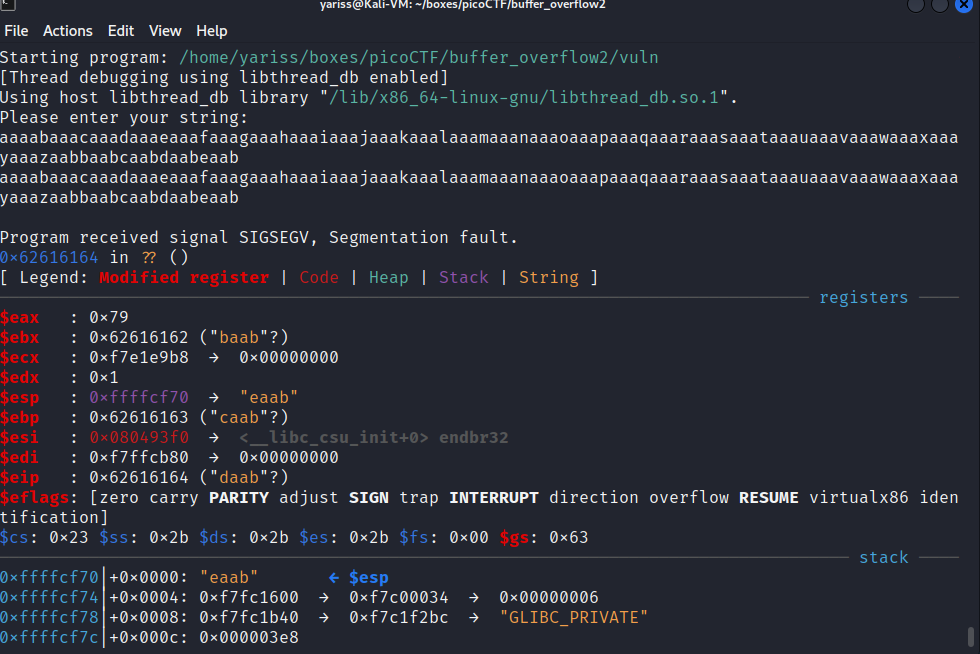 yariss@Kali-VM: ~/boxes/picoCTF/buffer_overflow2
File Actions Edit View Help
Starting program: /home/yariss/boxes/picoCTF/buffer_overflow2/vuln
[Thread debugging using libthread_db enabled]
Using host libthread_db library "/lib/x86_64-linux-gnu/libthread_db.so.1".
Please enter your string:
aaaabaaacaaadaaaeaaafaaagaaahaaaiaaajaaakaaalaaamaaanaaaoaaapaaaqaaaraaasaaataaauaaavaaawaaaxaaa
yaaazaabbaabcaabdaabeaab
aaaabaaacaaadaaaeaaafaaagaaahaaaiaaajaaakaaalaaamaaanaaaoaaapaaaqaaaraaasaaataaauaaavaaawaaaxaaa
yaaazaabbaabcaabdaabeaab
Program received signal SIGSEGV, Segmentation fault.
0×62616164 in ?? ()
[ Legend: Modified register | Code | Heap | Stack | String ]
registers
$eax : 0×79
$ebx : 0×62616162 ("baab"?)
$ecx : 0×f7e1e9b8 → 0×00000000
$edx : 0×1
$esp : 0×ffffcf70 → "eaab"
$ebp : 0×62616163 ("caab"?)
$esi : 0×080493f0 → <__libc_csu_init+0> endbr32
$edi : 0×f7ffcb80 → 0×00000000
$eip : 0×62616164 ("daab"?)
$eflags: [zero carry PARITY adjust SIGN trap INTERRUPT direction overflow RESUME virtualx86 iden
tification]
$cs: 0×23 $ss: 0×2b $ds: 0×2b $es: 0×2b $fs: 0×00 $gs: 0×63
stack
0×ffffcf70│+0×0000: "eaab" ← $esp
0×ffffcf74│+0×0004: 0×f7fc1600 → 0×f7c00034 → 0×00000006
0×ffffcf78│+0×0008: 0×f7fc1b40 → 0×f7c1f2bc → "GLIBC_PRIVATE"
0×ffffcf7c│+0×000c: 0×000003e8